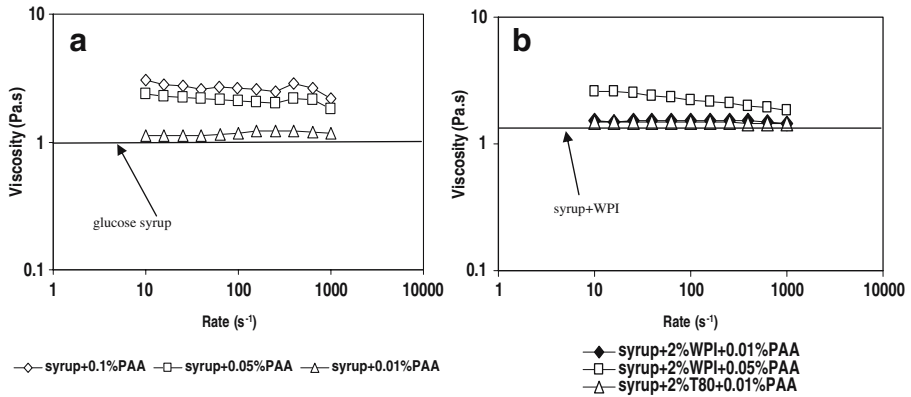 a
10
1
0.1
Viscosity (Pa.s)
glucose syrup
1 10 100 1000 10000
Rate (s⁻¹)
syrup+0.1%PAA syrup+0.05%PAA syrup+0.01%PAA
b
10
1
0.1
Viscosity (Pa.s)
syrup+WPI
1 10 100 1000 10000
Rate (s⁻¹)
syrup+2%WPI+0.01%PAA
syrup+2%WPI+0.05%PAA
syrup+2%T80+0.01%PAA